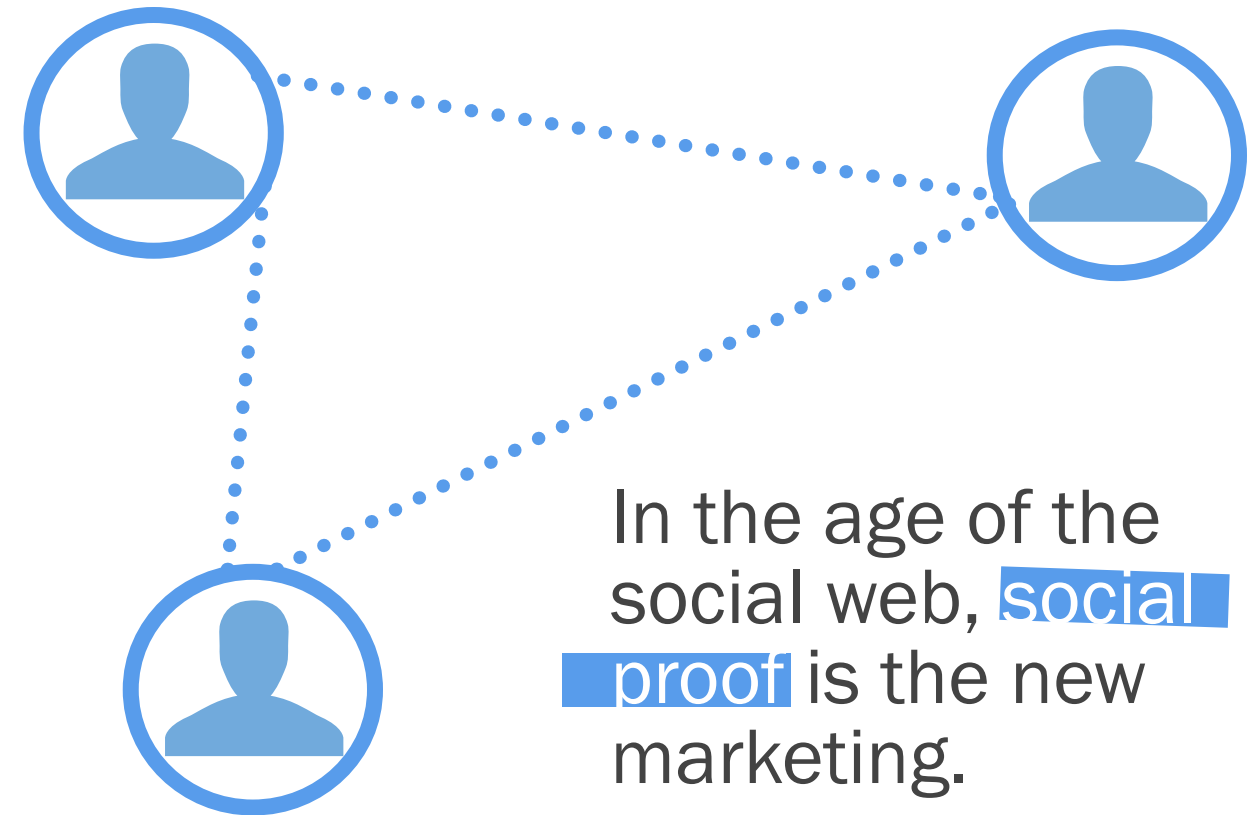 In the age of the
social web, social
proof is the new
marketing.